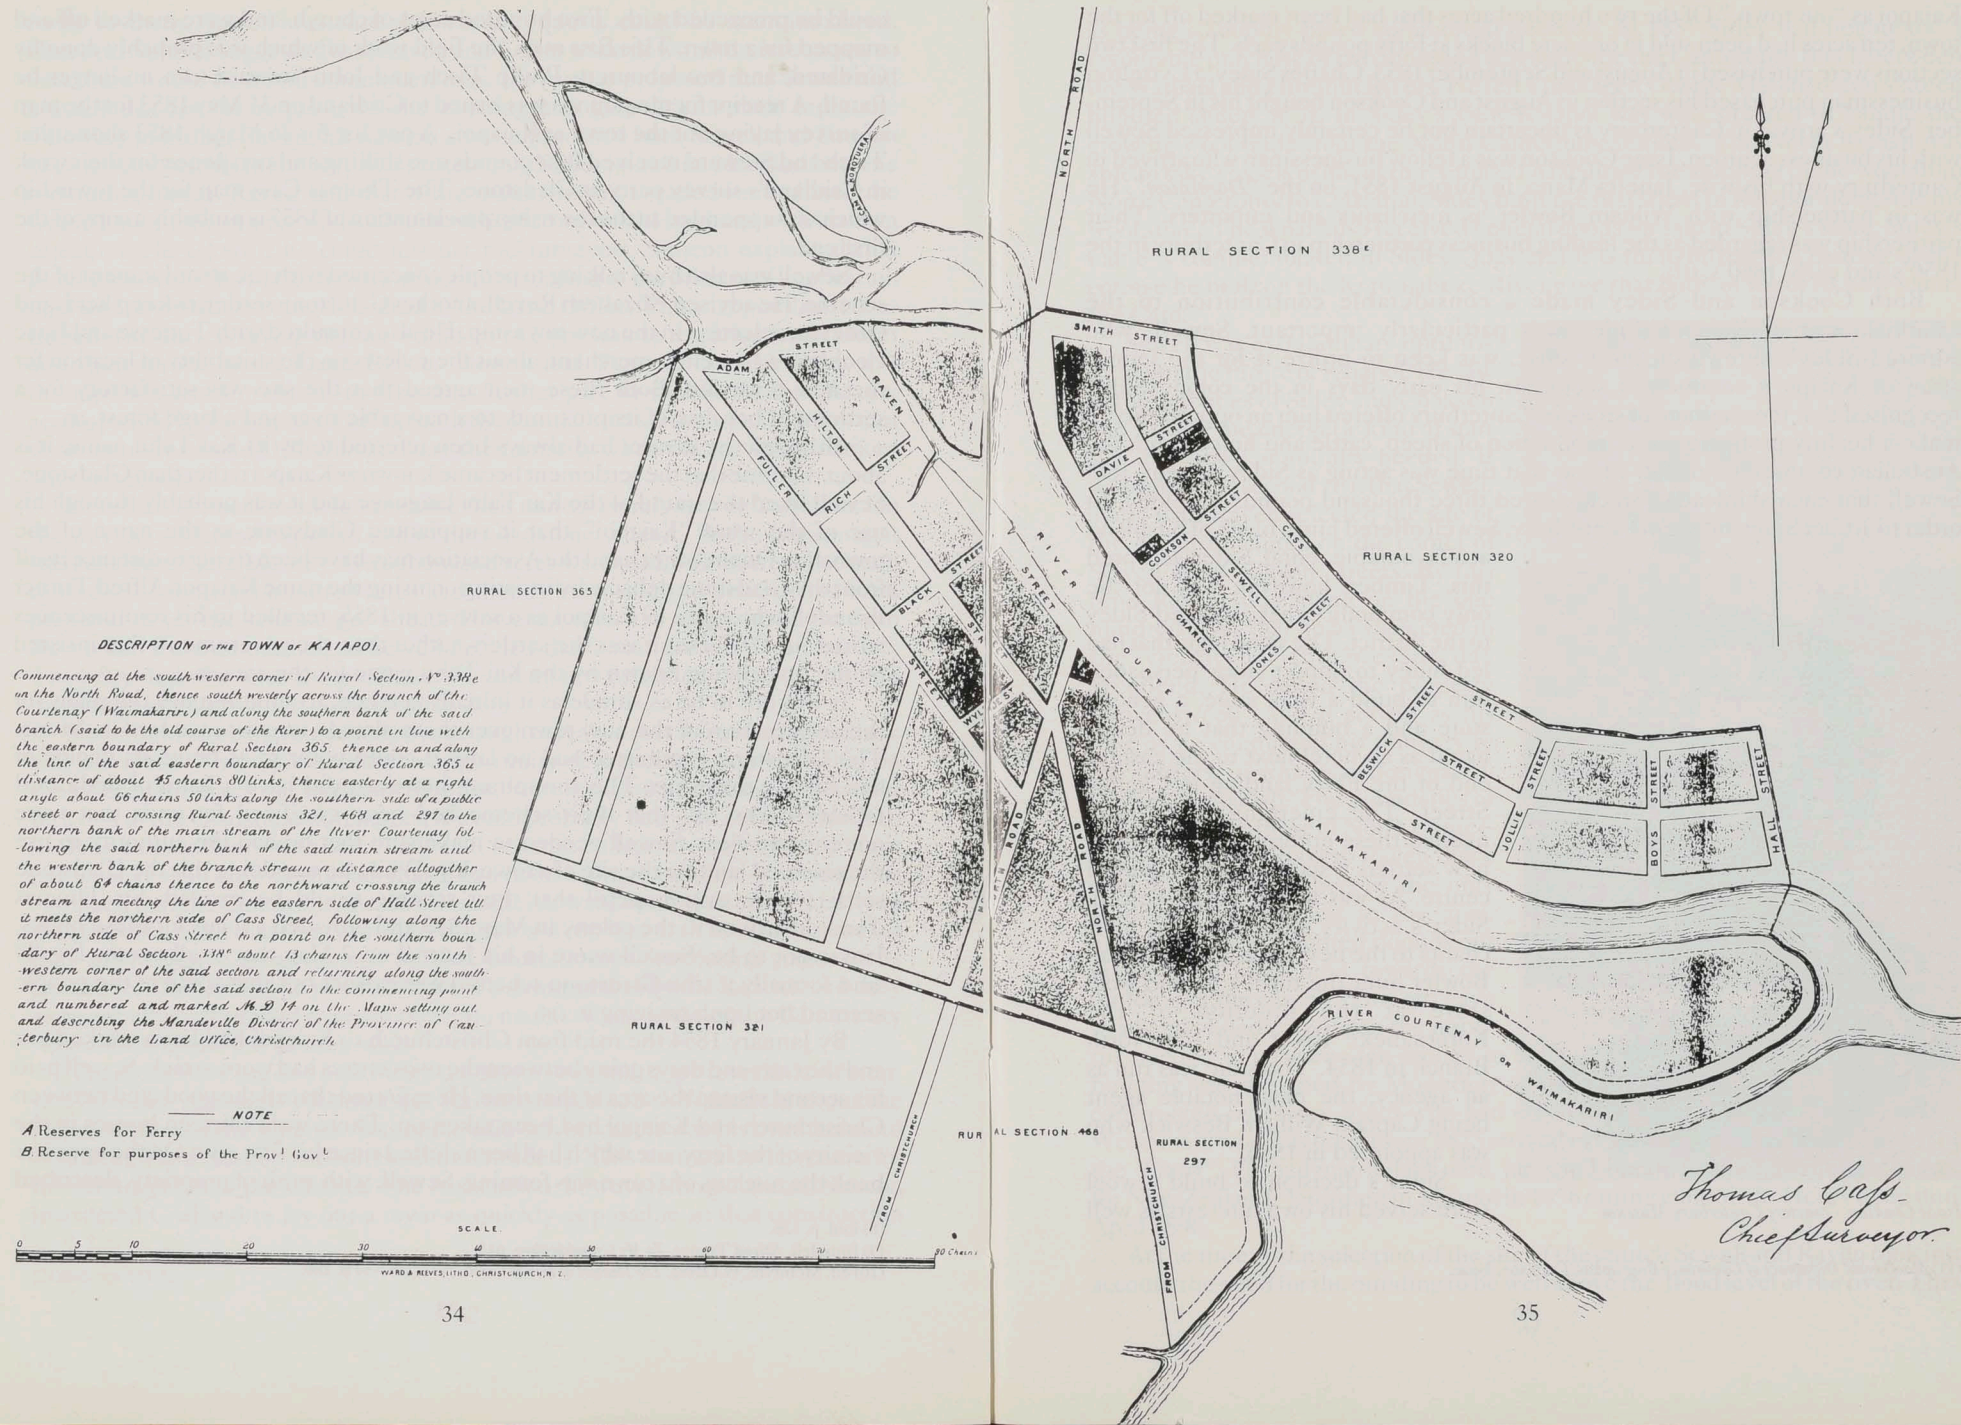 NORTH ROAD
R. CAM OR KOROTUERA
RURAL SECTION 338c
SMITH STREET
ADAM STREET
RAVEN
HILTON
STREET
FULLER
RICH
DAVIE
STREET
STREET
CASS
COOKSON
SEWELL
CHARLES
STREET
JONES
RURAL SECTION 320
RURAL SECTION 365
RIVER COURTENAY OR WAIMAKARIRI
STREET
STREET
BLACK
STREET
STREET
STREET
BESWICK
STREET
STREET
STREET
JOLLIE
STREET
BOYS
STREET
HALL
NORTH ROAD
NORTH ROAD
DESCRIPTION OF THE TOWN OF KAIAPOI.
Commencing at the south western corner of Rural Section Nº 338c
on the North Road, thence south westerly across the branch of the
Courtenay (Waimakariri) and along the southern bank of the said
branch (said to be the old course of the River) to a point in line with
the eastern boundary of Rural Section 365. thence in and along
the line of the said eastern boundary of Rural Section 365 a
distance of about 45 chains 80 links, thence easterly at a right
angle about 66 chains 50 links along the southern side of a public
street or road crossing Rural Sections 321, 468 and 297 to the
northern bank of the main stream of the River Courtenay fol-
-lowing the said northern bank of the said main stream and
the western bank of the branch stream a distance altogether
of about 64 chains thence to the northward crossing the branch
stream and meeting the line of the eastern side of Hall Street till
it meets the northern side of Cass Street, following along the
northern side of Cass Street to a point on the southern boun-
-dary of Rural Section 338c about 13 chains from the south
-western corner of the said section and returning along the south-
-ern boundary line of the said section to the commencing point
and numbered and marked M. D 14 on the Maps setting out
and describing the Mandeville District of the Province of Can-
-terbury in the Land Office, Christchurch
NOTE
A. Reserves for Ferry
B. Reserve for purposes of the Provl Govt
RURAL SECTION 321
RIVER COURTENAY OR WAIMAKARIRI
RURAL SECTION 468
RURAL SECTION
297
FROM CHRISTCHURCH
FROM CHRISTCHURCH
Thomas Cass
Chief Surveyor.
SCALE.
0 5 10 20 30 40 50 60 70 80 Chains
WARD & REEVES, LITHO, CHRISTCHURCH, N. Z.
34
35